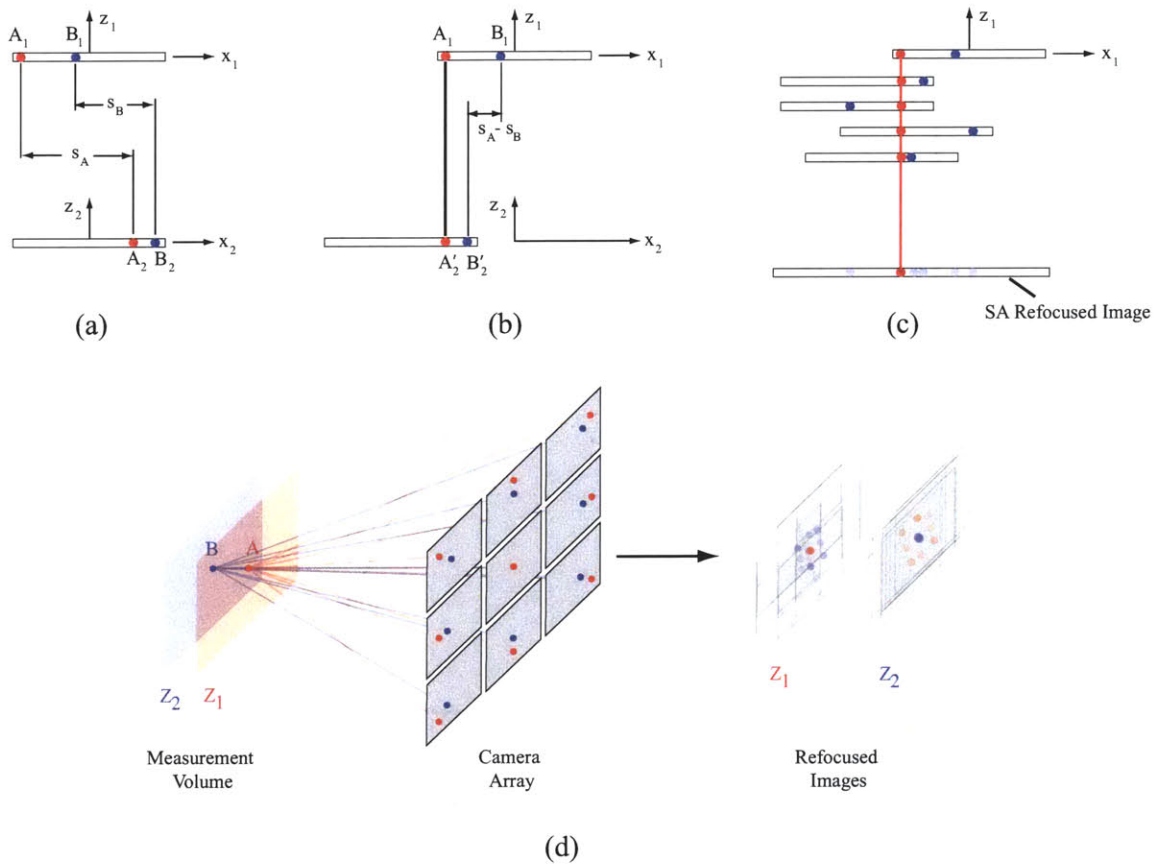 A1 B1 z1
x1
sB
sA
z2
x2
A2 B2
(a)
A1 B1 z1
x1
sA- sB
z2
x2
A′2 B′2
(b)
z1
x1
SA Refocused Image
(c)
B A
Z2 Z1
Z1 Z2
Measurement
Volume
Camera
Array
Refocused
Images
(d)